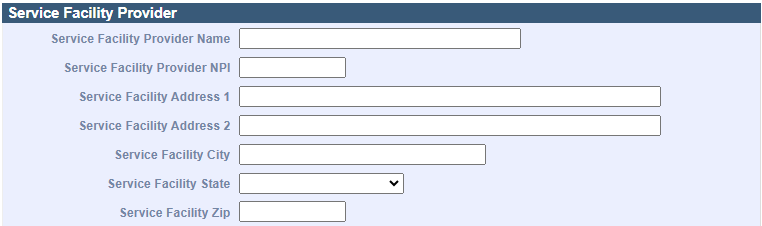 Service Facility Provider
Service Facility Provider Name
Service Facility Provider NPI
Service Facility Address 1
Service Facility Address 2
Service Facility City
Service Facility State
Service Facility Zip